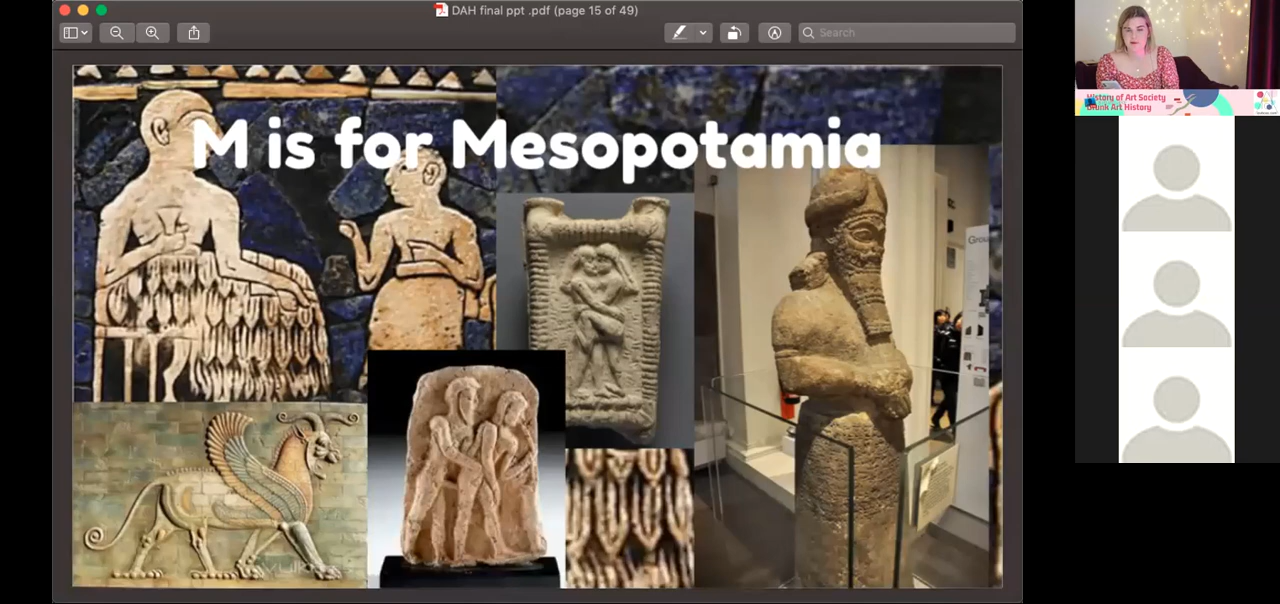 DAH final ppt .pdf (page 15 of 49)
Search
M is for Mesopotamia
Grou
History of Art Society
Drunk Art History